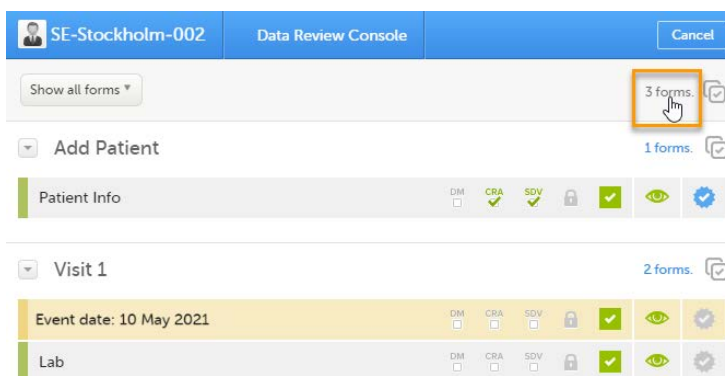 SE-Stockholm-002 Data Review Console Cancel
Show all forms 3 forms.
Add Patient 1 forms.
Patient Info DM CRA SDV
Visit 1 2 forms.
Event date: 10 May 2021 DM CRA SDV
Lab DM CRA SDV